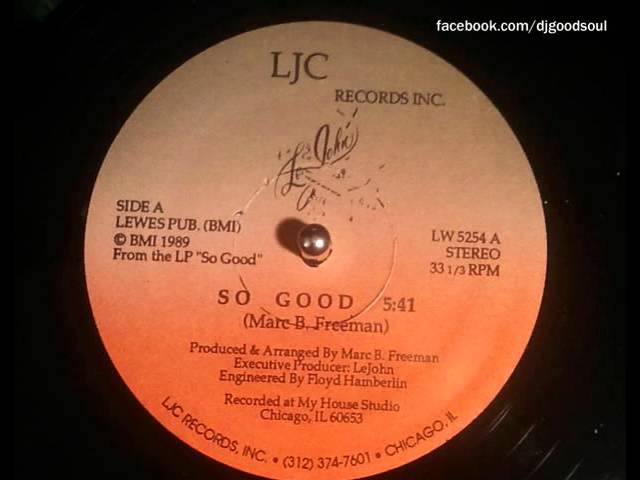 facebook.com/djgoodsoul
LJC
RECORDS INC.
LeJohn
SIDE A
LEWES PUB. (BMI)
© BMI 1989
From the LP "So Good"
LW 5254 A
STEREO
33 1/3 RPM
SO GOOD 5:41
(Marc B. Freeman)
Produced & Arranged By Marc B. Freeman
Executive Producer: LeJohn
Engineered By Floyd Hamberlin
Recorded at My House Studio
Chicago, IL 60653
LJC RECORDS, INC. • (312) 374-7601 • CHICAGO, IL